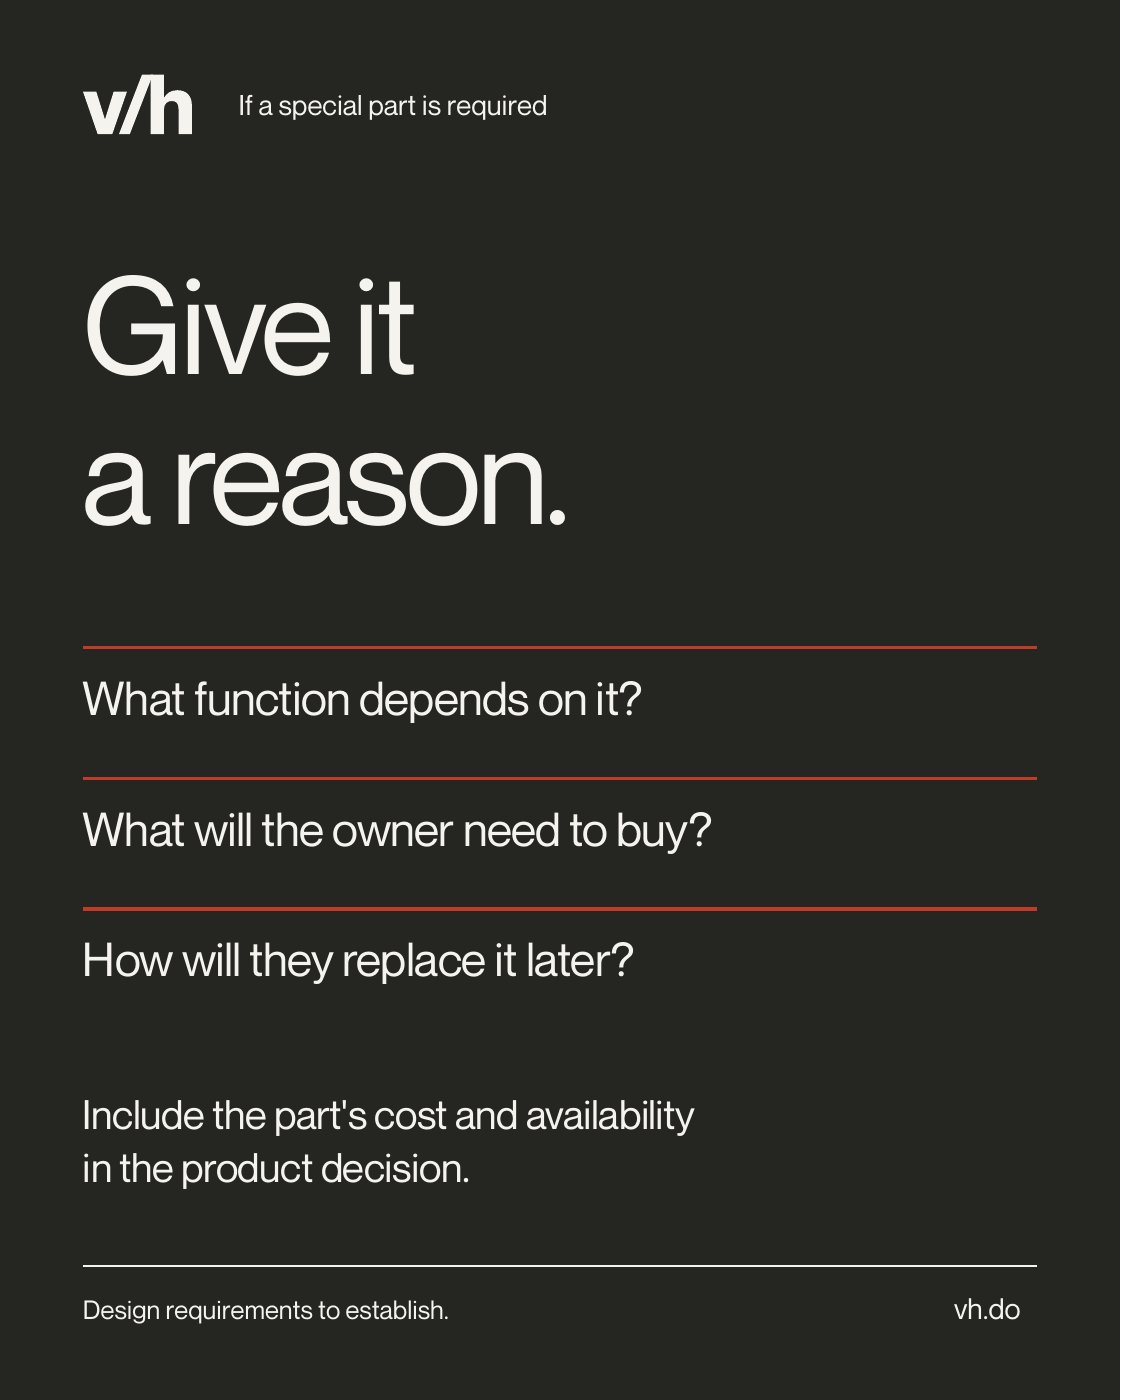 v/h
If a special part is required
Give it
a reason.
What function depends on it?
What will the owner need to buy?
How will they replace it later?
Include the part's cost and availability
in the product decision.
Design requirements to establish.
vh.do